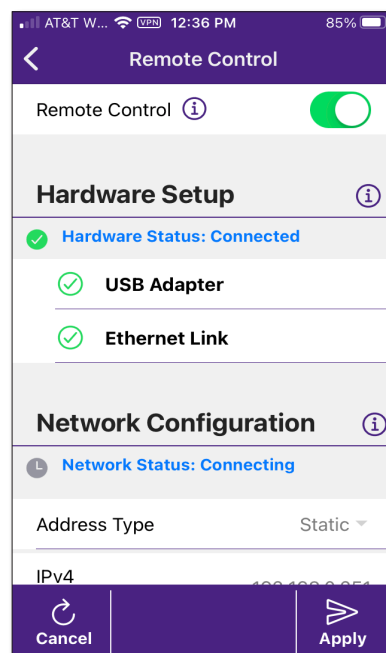 AT&T W... VPN 12:36 PM 85%
Remote Control
Remote Control
Hardware Setup
Hardware Status: Connected
USB Adapter
Ethernet Link
Network Configuration
Network Status: Connecting
Address Type Static
IPv4
Cancel Apply